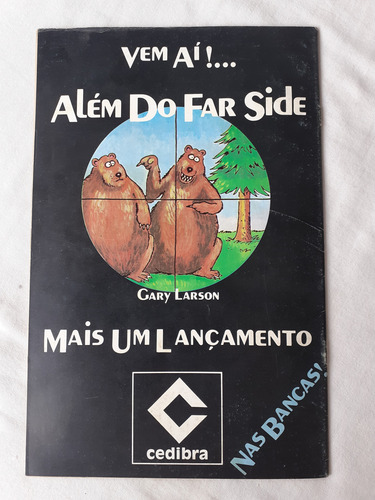 Vem Aí!...
Além Do Far Side
Gary Larson
Mais Um Lançamento
cedibra
Nas Bancas!